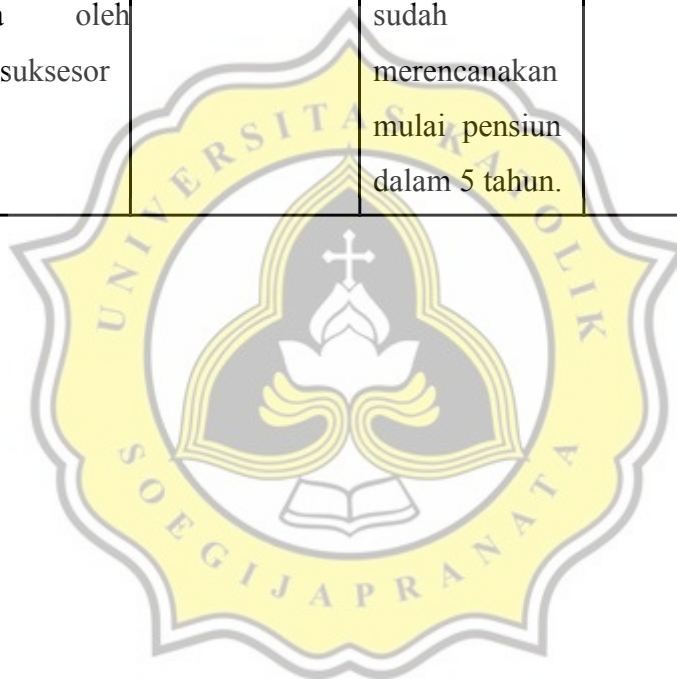 oleh
suksesor
sudah
merencanakan
mulai pensiun
dalam 5 tahun.
UNIVERSITAS KATOLIK
SOEGIJAPRANATA